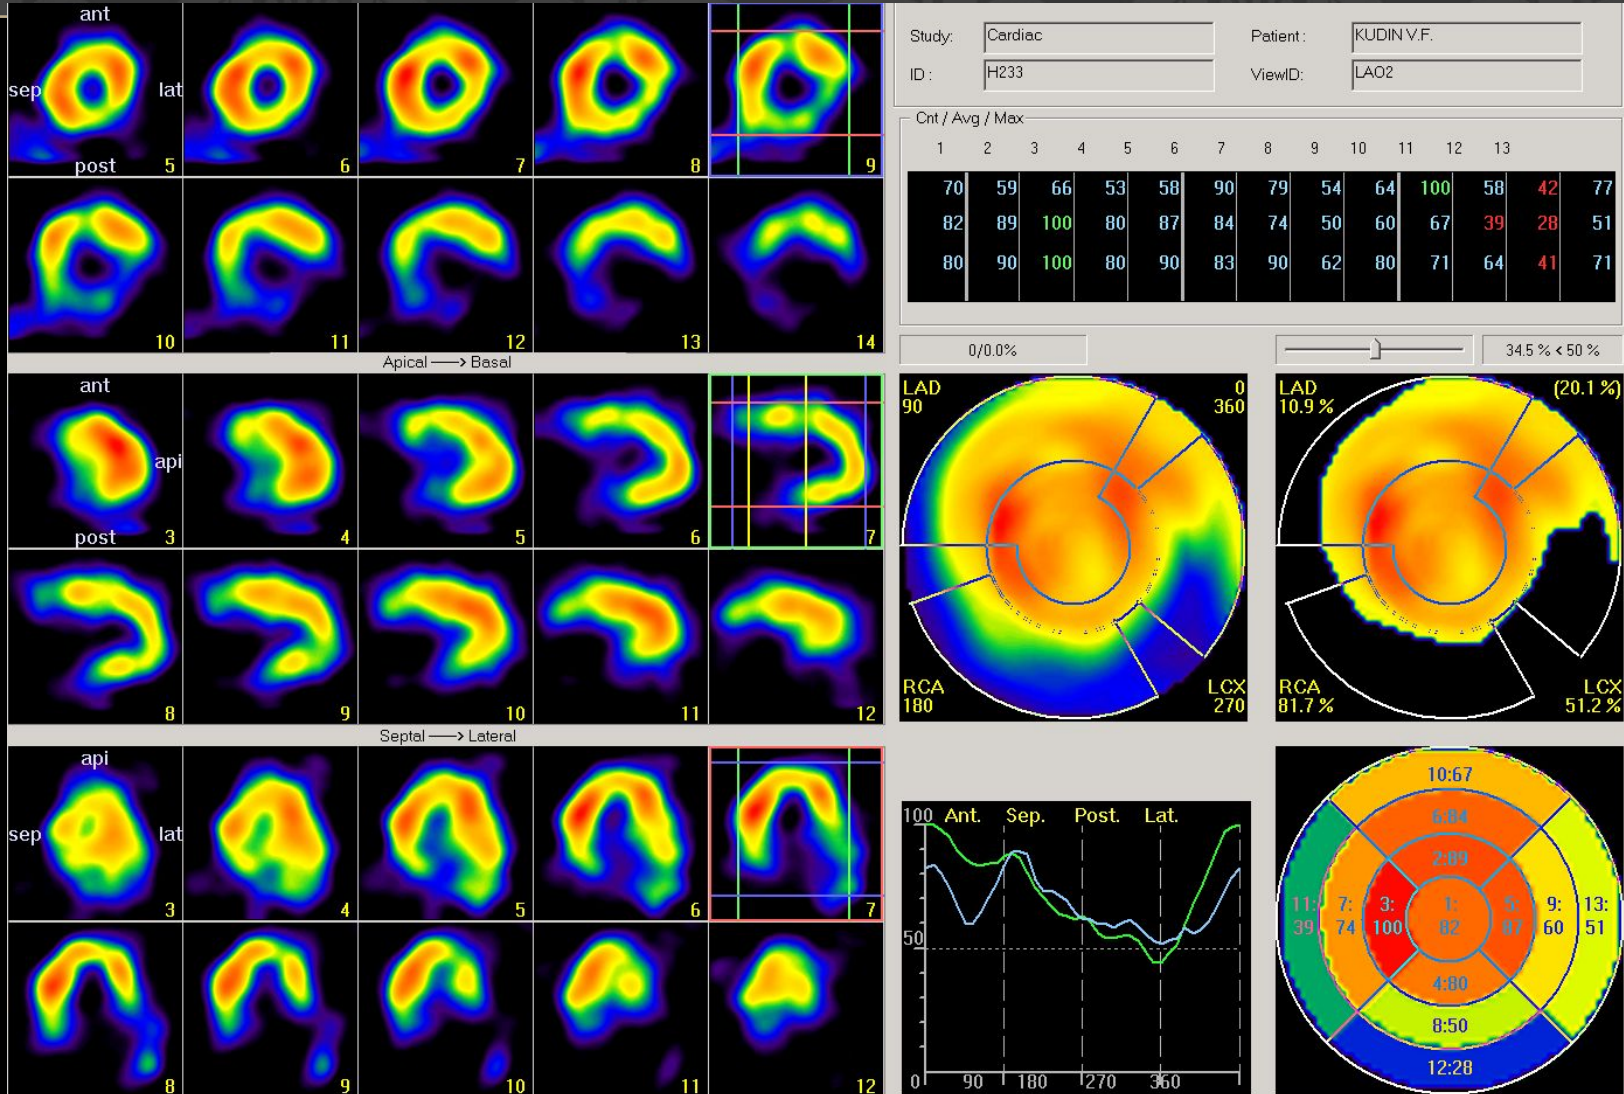 ant
sep lat
post 5
6
7
8
9
10
11
12
13
14
Apical —> Basal
ant
api
post 3
4
5
6
7
8
9
10
11
12
Septal —> Lateral
api
sep lat
3
4
5
6
7
8
9
10
11
12
Study: Cardiac Patient: KUDIN V.F.
ID: H233 ViewID: LAO2
Cnt / Avg / Max
1 2 3 4 5 6 7 8 9 10 11 12 13
70 59 66 53 58 90 79 54 64 100 58 42 77
82 89 100 80 87 84 74 50 60 67 39 28 51
80 90 100 80 90 83 90 62 80 71 64 41 71
0/0.0%
34.5 % < 50 %
LAD 0
90 360
RCA LCX
180 270
LAD (20.1 %)
10.9 %
RCA LCX
81.7 % 51.2 %
100 Ant. Sep. Post. Lat.
50
0 90 180 270 360
10:67
6:84
2:89
11: 7: 3: 1: 5: 9: 13:
39 74 100 82 87 60 51
4:80
8:50
12:28